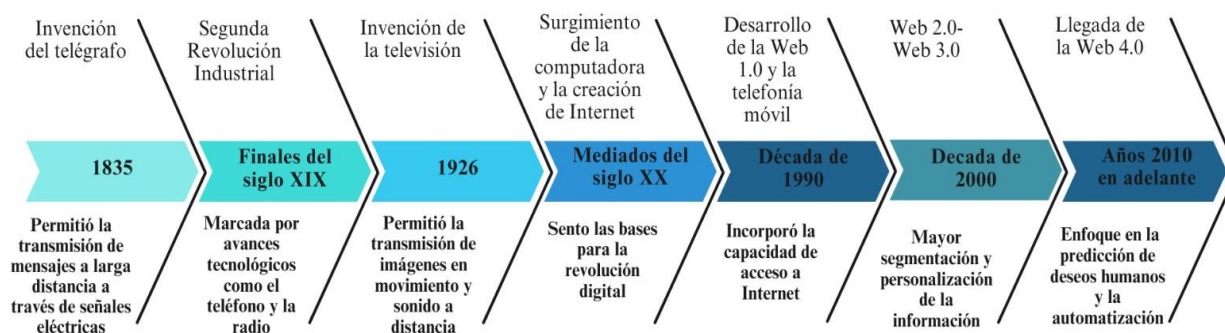 Invención
del telégrafo
1835
Permitió la
transmisión de
mensajes a larga
distancia a
través de señales
eléctricas
Segunda
Revolución
Industrial
Finales del
siglo XIX
Marcada por
avances
tecnológicos
como el
teléfono y la
radio
Invención de
la televisión
1926
Permitió la
transmisión de
imágenes en
movimiento y
sonido a
distancia
Surgimiento
de la
computadora
y la creación
de Internet
Mediados del
siglo XX
Sento las bases
para la
revolución
digital
Desarrollo
de la Web
1.0 y la
telefonía
móvil
Década de
1990
Incorporó la
capacidad de
acceso a
Internet
Web 2.0-
Web 3.0
Decada de
2000
Mayor
segmentación y
personalización
de la
información
Llegada de
la Web 4.0
Años 2010
en adelante
Enfoque en la
predicción de
deseos humanos
y la
automatización